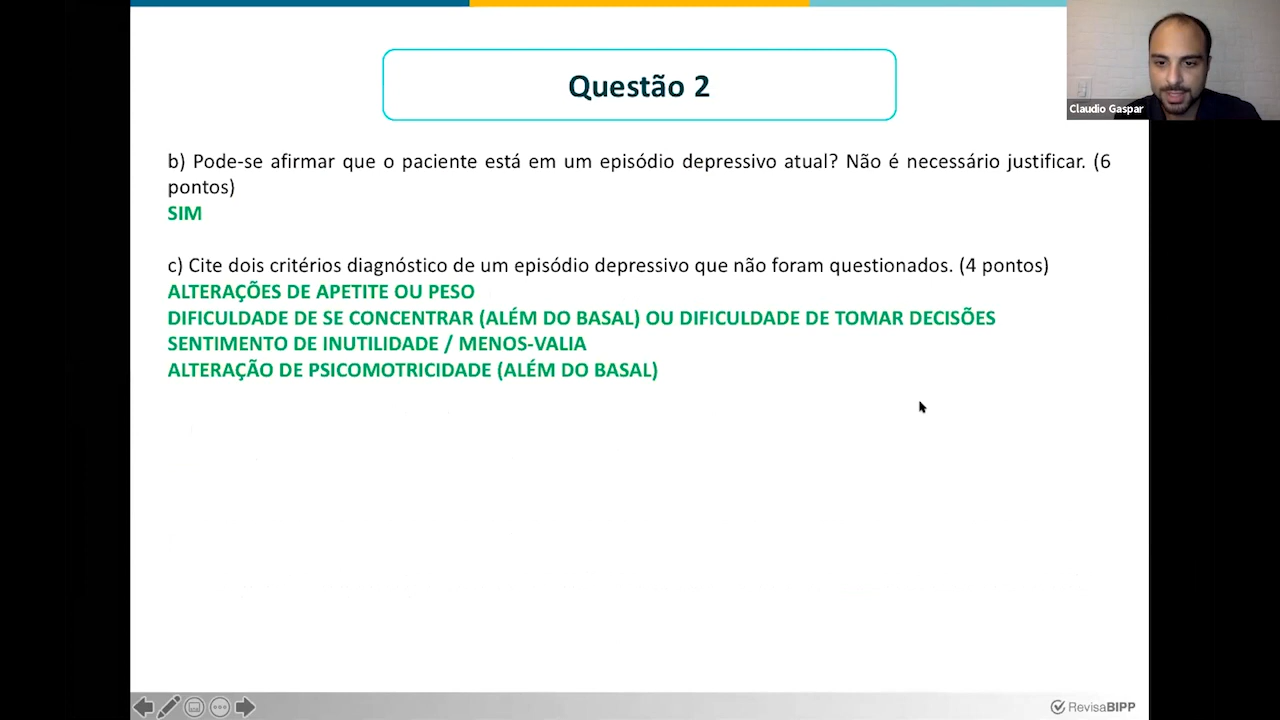 Questão 2
Claudio Gaspar
b) Pode-se afirmar que o paciente está em um episódio depressivo atual? Não é necessário justificar. (6
pontos)
SIM
c) Cite dois critérios diagnóstico de um episódio depressivo que não foram questionados. (4 pontos)
ALTERAÇÕES DE APETITE OU PESO
DIFICULDADE DE SE CONCENTRAR (ALÉM DO BASAL) OU DIFICULDADE DE TOMAR DECISÕES
SENTIMENTO DE INUTILIDADE / MENOS-VALIA
ALTERAÇÃO DE PSICOMOTRICIDADE (ALÉM DO BASAL)
RevisaBIPP